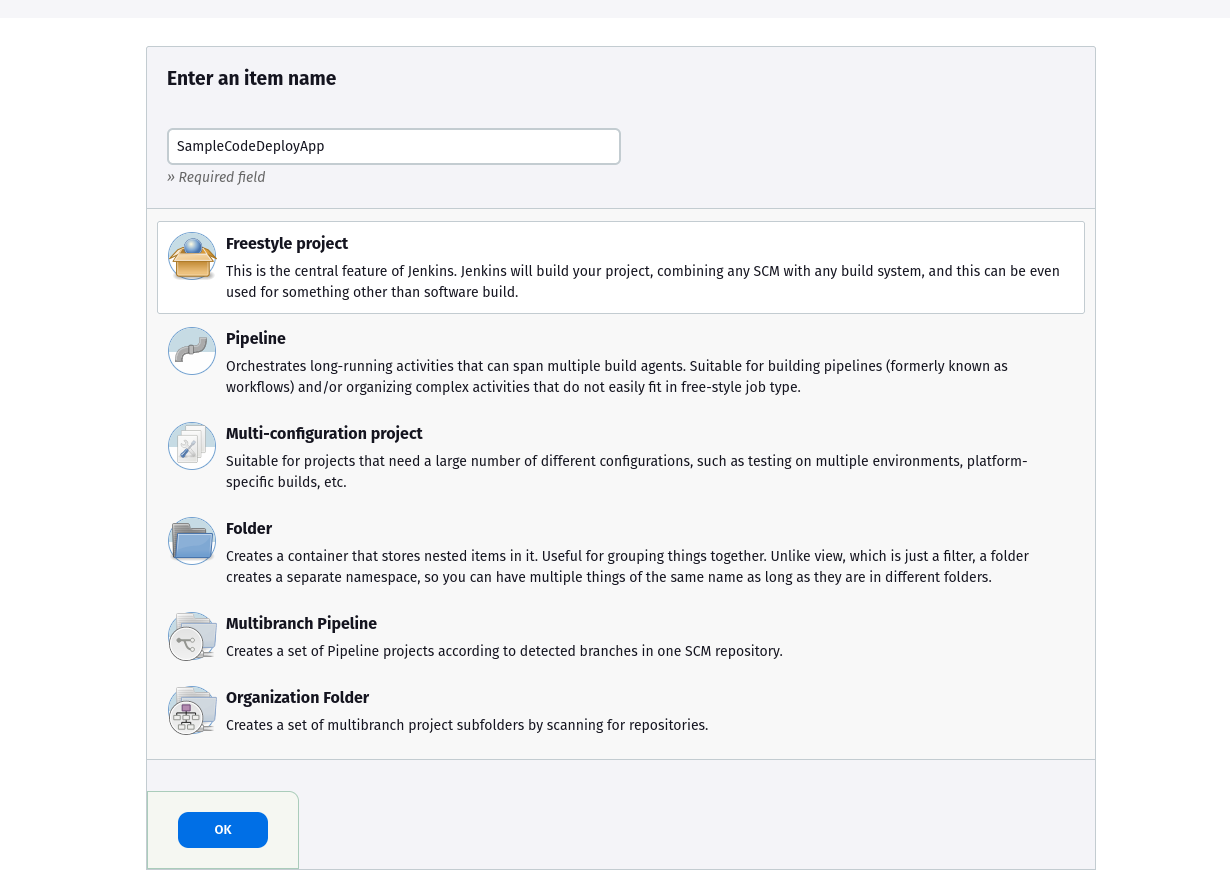 Enter an item name
SampleCodeDeployApp
» Required field
Freestyle project
This is the central feature of Jenkins. Jenkins will build your project, combining any SCM with any build system, and this can be even
used for something other than software build.
Pipeline
Orchestrates long-running activities that can span multiple build agents. Suitable for building pipelines (formerly known as
workflows) and/or organizing complex activities that do not easily fit in free-style job type.
Multi-configuration project
Suitable for projects that need a large number of different configurations, such as testing on multiple environments, platform-
specific builds, etc.
Folder
Creates a container that stores nested items in it. Useful for grouping things together. Unlike view, which is just a filter, a folder
creates a separate namespace, so you can have multiple things of the same name as long as they are in different folders.
Multibranch Pipeline
Creates a set of Pipeline projects according to detected branches in one SCM repository.
Organization Folder
Creates a set of multibranch project subfolders by scanning for repositories.
OK